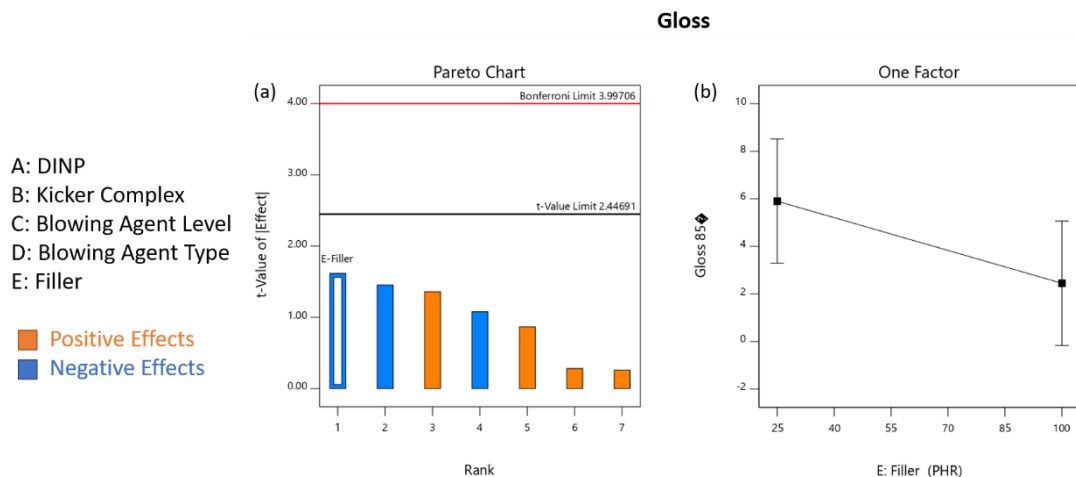 Gloss
A: DINP
B: Kicker Complex
C: Blowing Agent Level
D: Blowing Agent Type
E: Filler
Positive Effects
Negative Effects
(a)
Pareto Chart
Bonferroni Limit 3.99706
t-Value Limit 2.44691
E-Filler
t-Value of |Effect|
4.00
3.00
2.00
1.00
0.00
1 2 3 4 5 6 7
Rank
(b)
One Factor
Gloss 85�
10
8
6
4
2
0
-2
25 40 55 70 85 100
E: Filler (PHR)